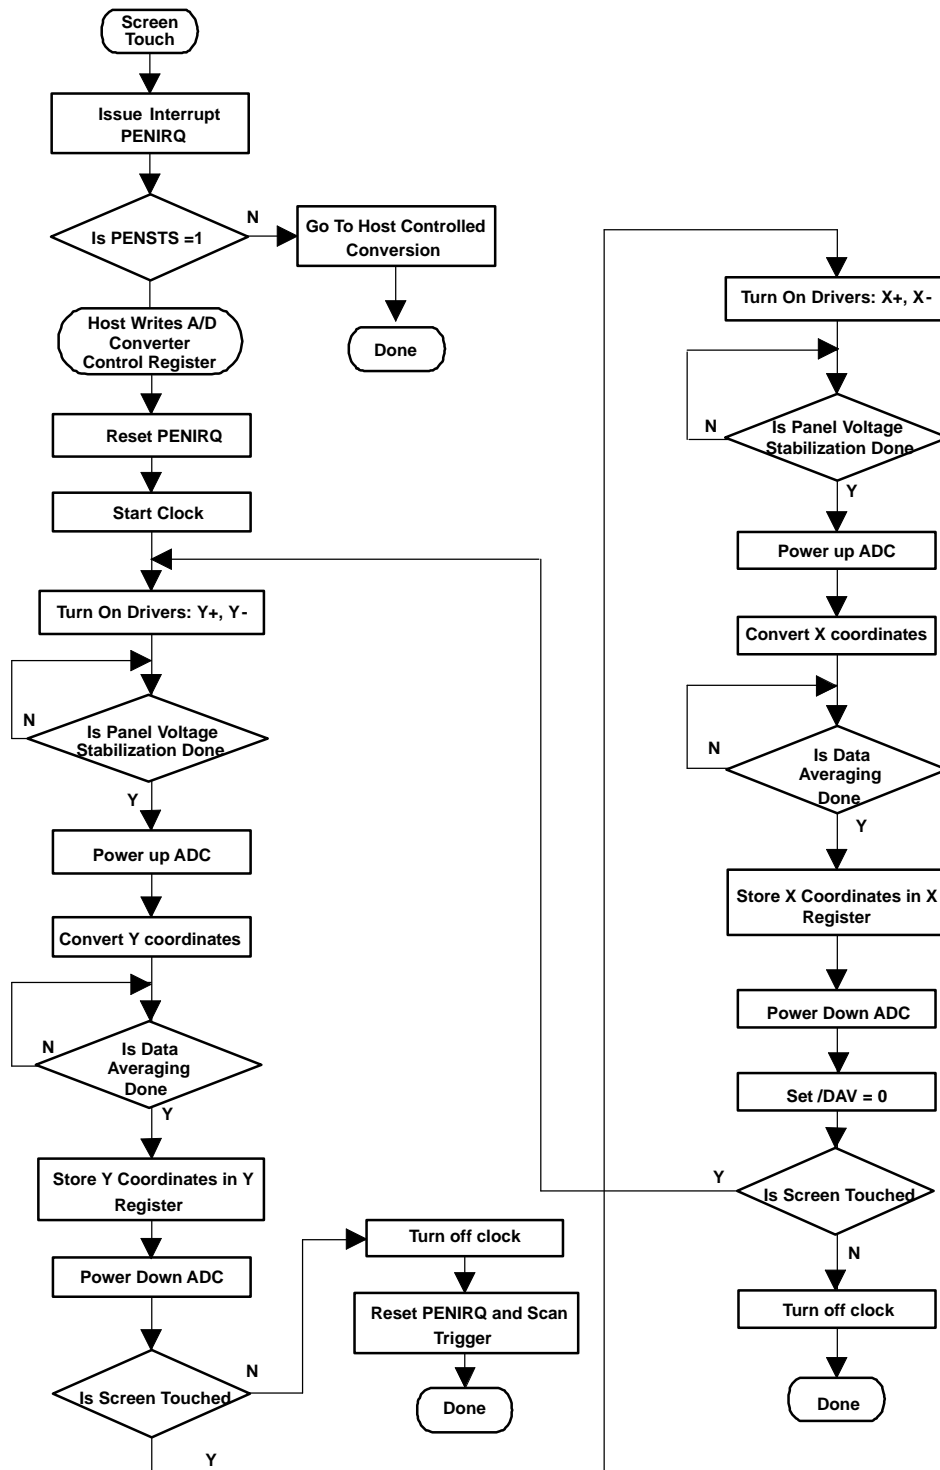 Screen
Touch
Issue Interrupt
PENIRQ
Is PENSTS =1
N
Go To Host Controlled
Conversion
Done
Host Writes A/D
Converter
Control Register
Reset PENIRQ
Start Clock
Turn On Drivers: Y+, Y-
N
Is Panel Voltage
Stabilization Done
Y
Power up ADC
Convert Y coordinates
N
Is Data
Averaging
Done
Y
Store Y Coordinates in Y
Register
Power Down ADC
Is Screen Touched
N
Y
Turn off clock
Reset PENIRQ and Scan
Trigger
Done
Turn On Drivers: X+, X-
N
Is Panel Voltage
Stabilization Done
Y
Power up ADC
Convert X coordinates
N
Is Data
Averaging
Done
Y
Store X Coordinates in X
Register
Power Down ADC
Set /DAV = 0
Y
Is Screen Touched
N
Turn off clock
Done